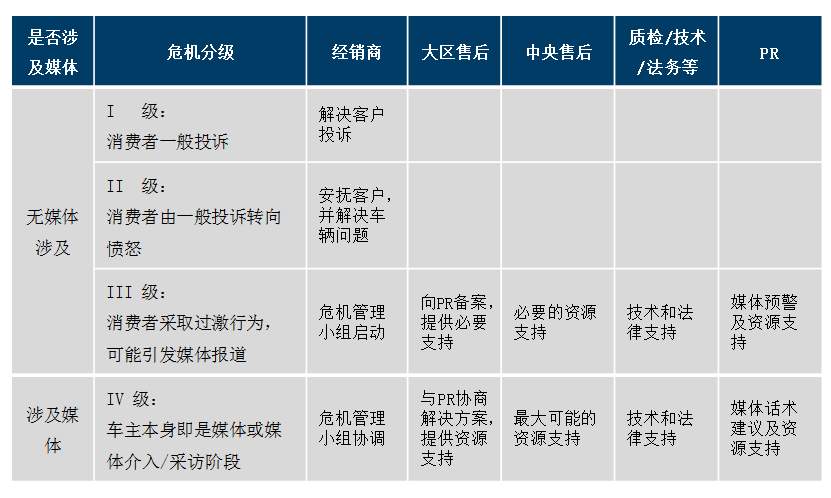 是否涉
及媒体
危机分级
经销商
大区售后
中央售后
质检/技术
/法务等
PR
无媒体
涉及
I 级：
消费者一般投诉
解决客户
投诉
II 级：
消费者由一般投诉转向
愤怒
安抚客户，
并解决车
辆问题
III 级：
消费者采取过激行为，
可能引发媒体报道
危机管理
小组启动
向PR备案，
提供必要
支持
必要的资源
支持
技术和法
律支持
媒体预警
及资源支
持
涉及媒
体
IV 级：
车主本身即是媒体或媒
体介入/采访阶段
危机管理
小组协调
与PR协商
解决方案，
提供资源
支持
最大可能的
资源支持
技术和法
律支持
媒体话术
建议及资
源支持